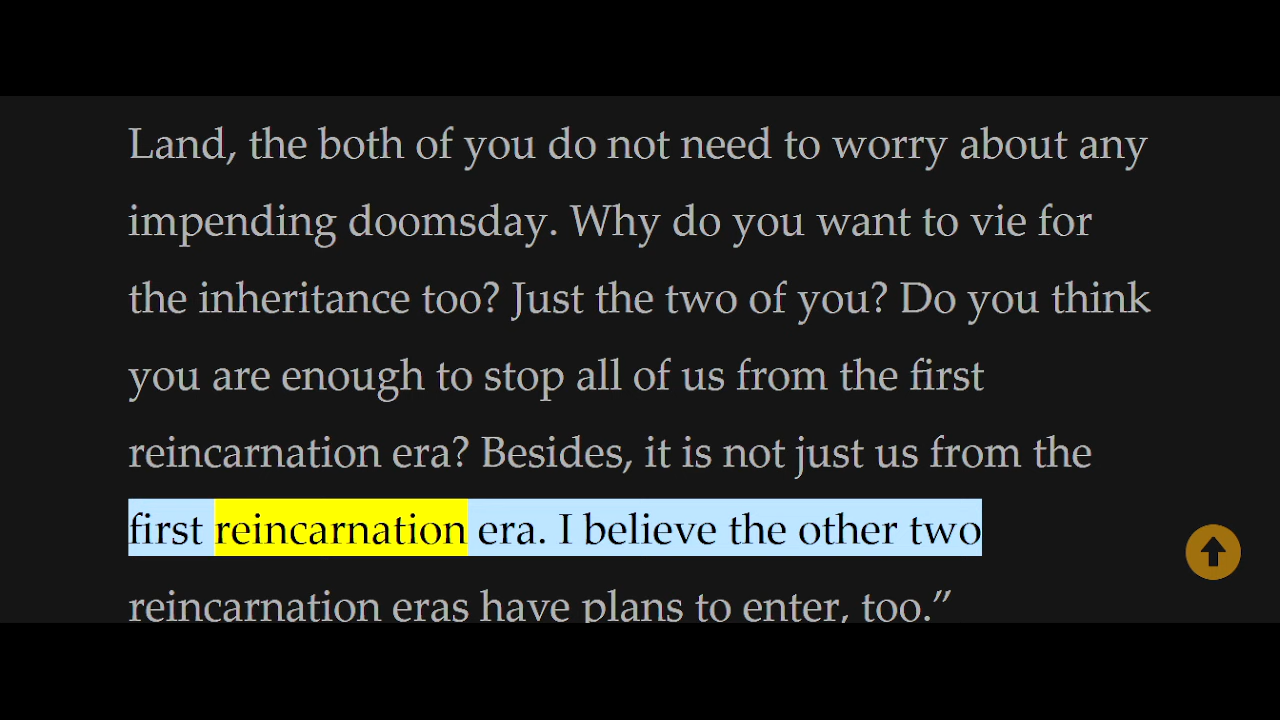 Land, the both of you do not need to worry about any
impending doomsday. Why do you want to vie for
the inheritance too? Just the two of you? Do you think
you are enough to stop all of us from the first
reincarnation era? Besides, it is not just us from the
first reincarnation era. I believe the other two
reincarnation eras have plans to enter, too.”